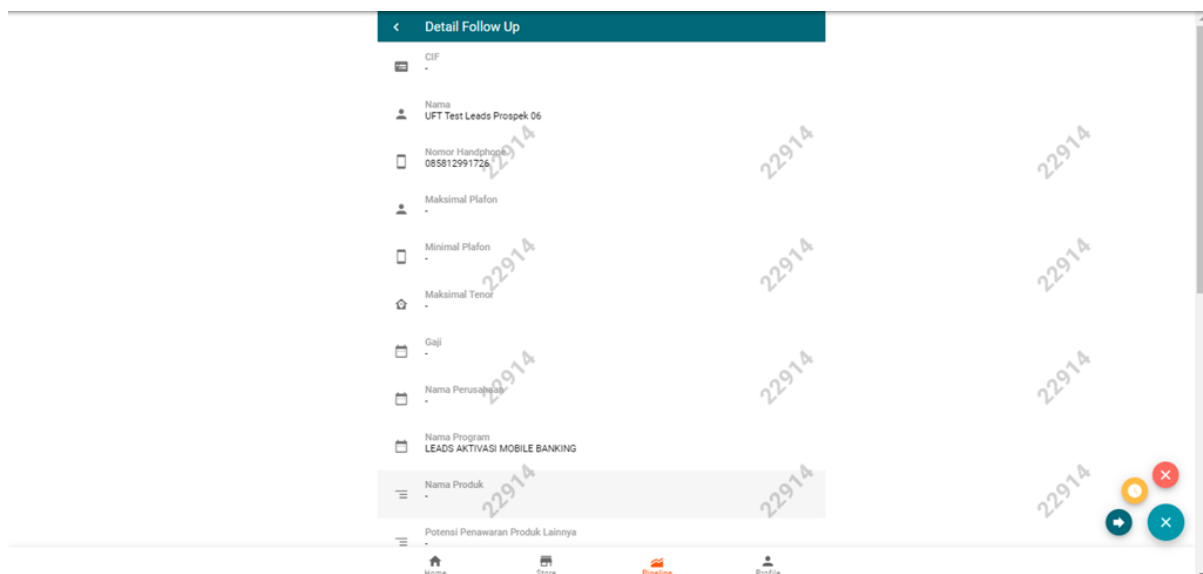 Detail Follow Up
CIF
-
Nama
UFT Test Leads Prospek 06
Nomor Handphone
085812991726
Maksimal Plafon
-
Minimal Plafon
-
Maksimal Tenor
-
Gaji
-
Nama Perusahaan
-
Nama Program
LEADS AKTIVASI MOBILE BANKING
Nama Produk
-
Potensi Penawaran Produk Lainnya
-
22914 22914 22914
22914 22914 22914
22914 22914 22914
22914 22914 22914
Home Store Pipeline Profile